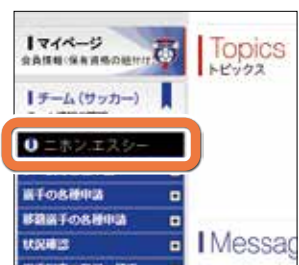 マイページ
会員情報・保有資格の紐付け
Topics
トピックス
チーム(サッカー)
ニホン.エスシー
選手の各種申請
移籍選手の各種申請
状況確認
Messag